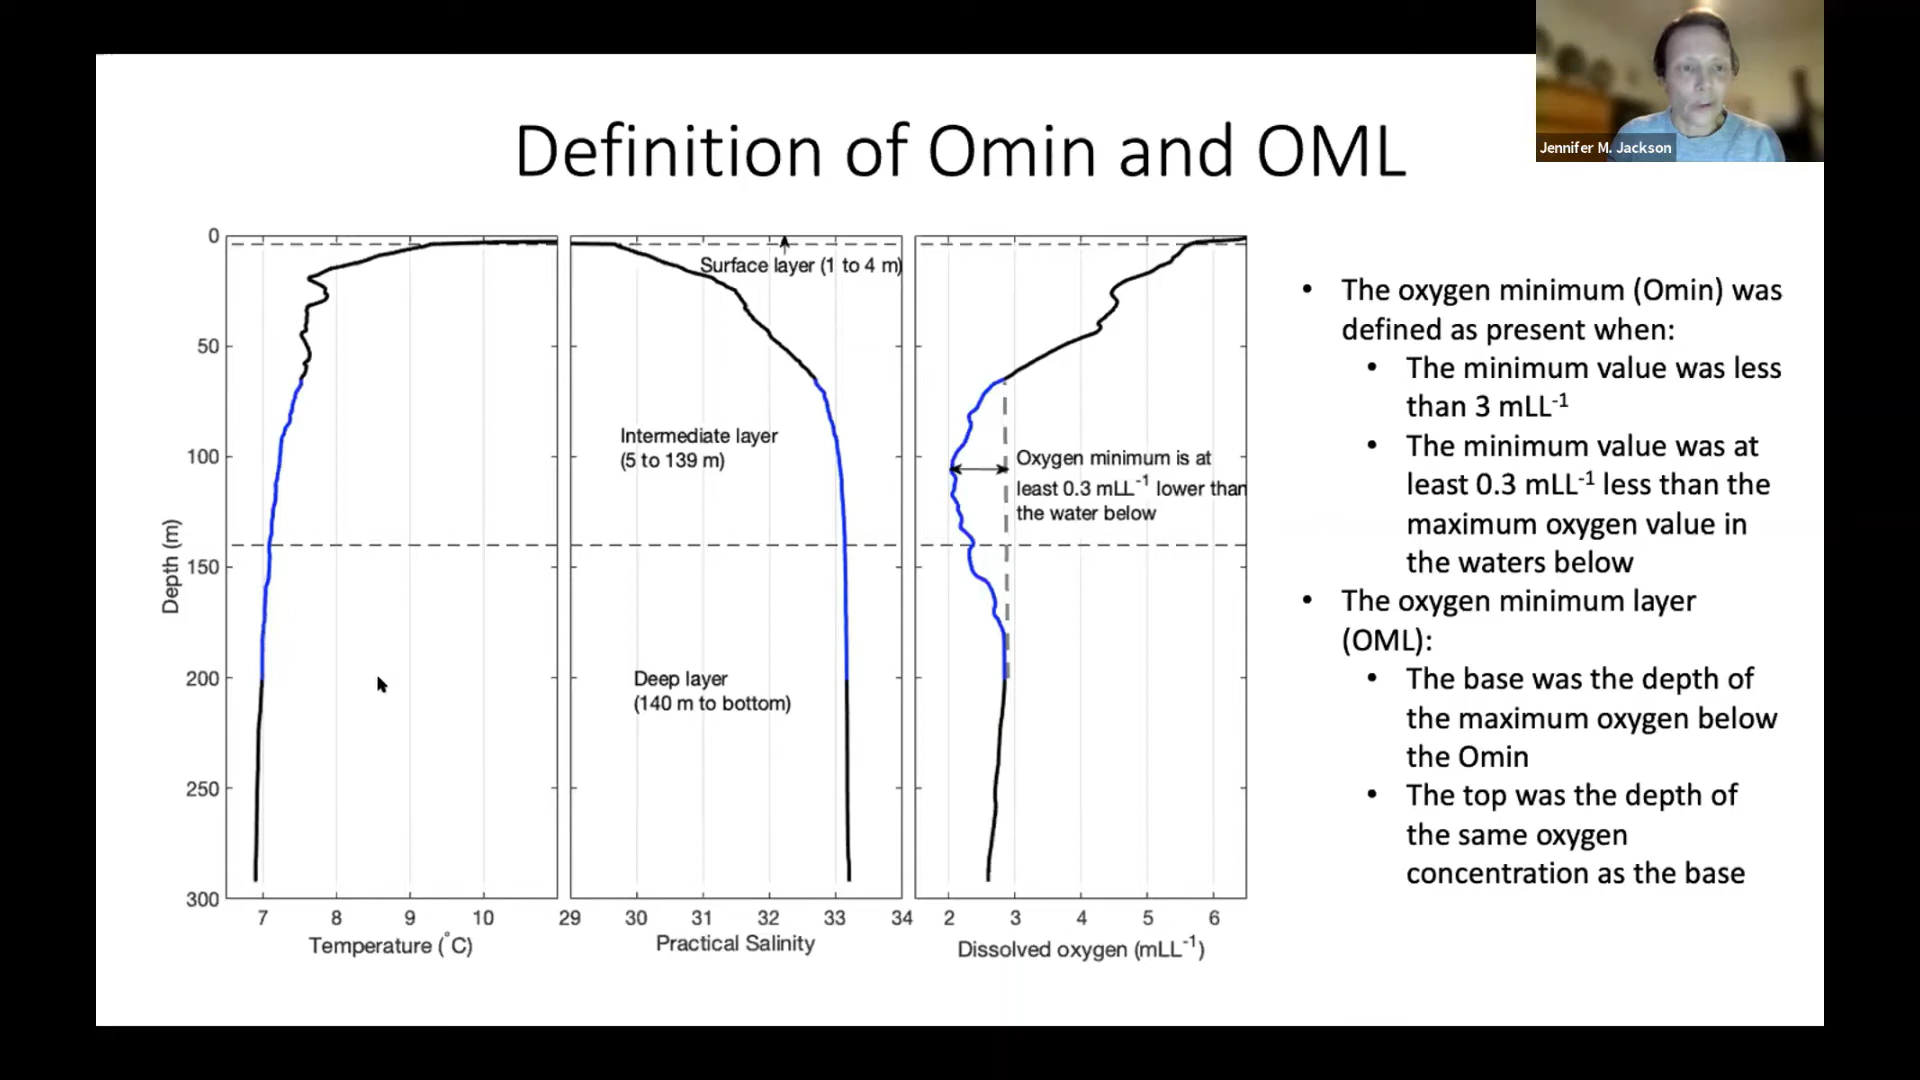 Jennifer M. Jackson
Definition of Omin and OML
0
50
100
150
200
250
300
Depth (m)
7 8 9 10
Temperature (°C)
Surface layer (1 to 4 m)
Intermediate layer
(5 to 139 m)
Deep layer
(140 m to bottom)
29 30 31 32 33 34
Practical Salinity
Oxygen minimum is at
least 0.3 mLL⁻¹ lower than
the water below
2 3 4 5 6
Dissolved oxygen (mLL⁻¹)
• The oxygen minimum (Omin) was
defined as present when:
• The minimum value was less
than 3 mLL⁻¹
• The minimum value was at
least 0.3 mLL⁻¹ less than the
maximum oxygen value in
the waters below
• The oxygen minimum layer
(OML):
• The base was the depth of
the maximum oxygen below
the Omin
• The top was the depth of
the same oxygen
concentration as the base